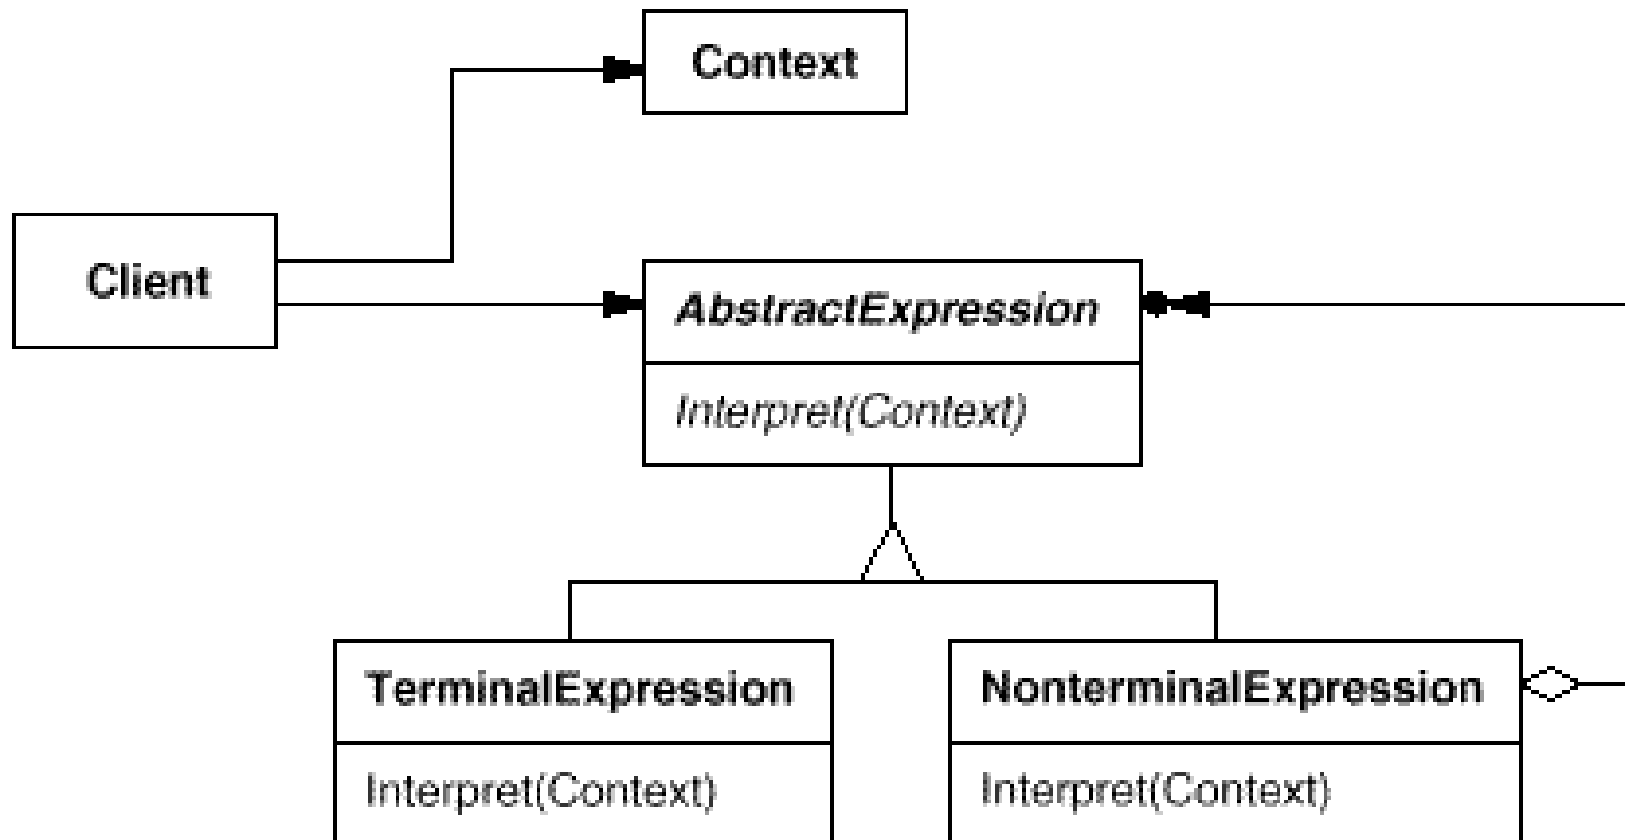 Context
Client
AbstractExpression
Interpret(Context)
TerminalExpression
NonterminalExpression
Interpret(Context)
Interpret(Context)